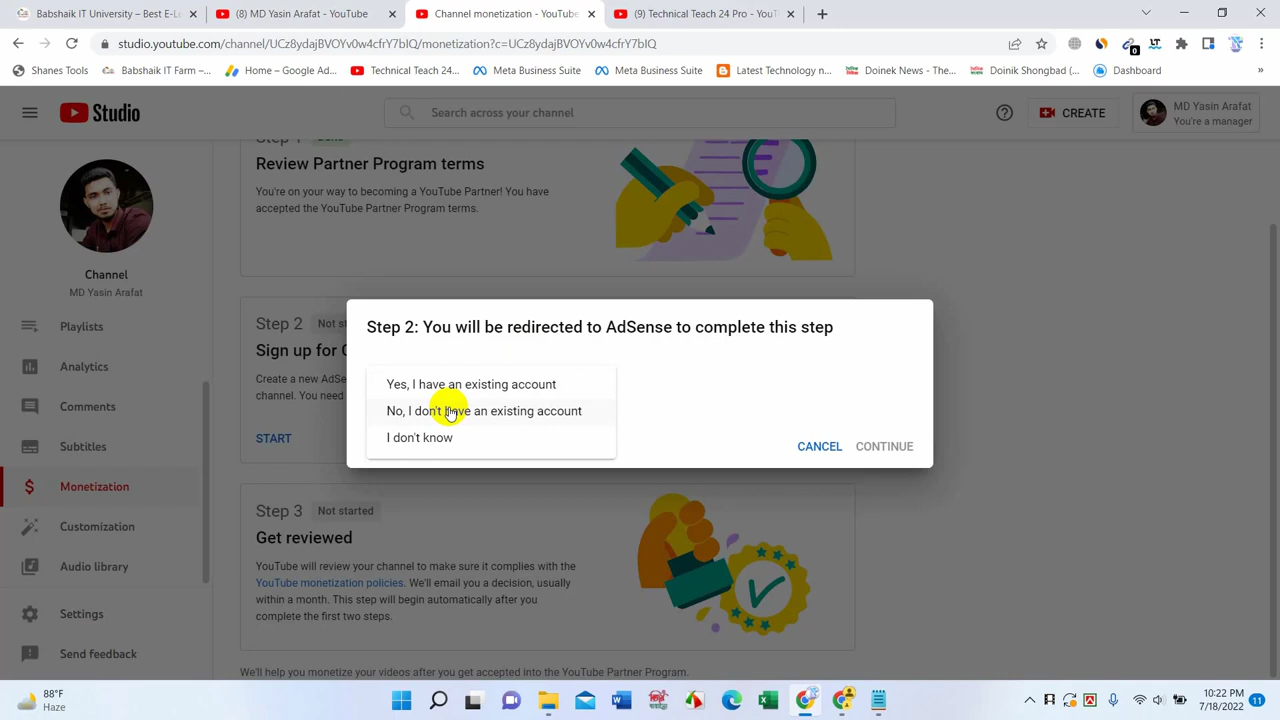 Babshaik IT University – Best E-Le
(8) MD Yasin Arafat - YouTube
Channel monetization - YouTube
(9) Technical Teach 24 Pro - YouT
studio.youtube.com/channel/UCz8ydajBVOYv0w4cfrY7bIQ/monetization?c=UCz8ydajBVOYv0w4cfrY7bIQ
0
Shanes Tools
Babshaik IT Farm –...
Home – Google Ad...
Technical Teach 24...
Meta Business Suite
Meta Business Suite
Latest Technology n...
Doinek News - The...
Doinik Shongbad (...
Dashboard
»
Studio
Search across your channel
CREATE
MD Yasin Arafat
You're a manager
Review Partner Program terms
You're on your way to becoming a YouTube Partner! You have
accepted the YouTube Partner Program terms.
Channel
MD Yasin Arafat
Playlists
Analytics
Comments
Subtitles
Monetization
Customization
Audio library
Settings
Send feedback
Step 2
Not st
Sign up for
Create a new AdSe
channel. You need
START
Step 2: You will be redirected to AdSense to complete this step
Yes, I have an existing account
No, I don't have an existing account
I don't know
CANCEL
CONTINUE
Step 3
Not started
Get reviewed
YouTube will review your channel to make sure it complies with the
YouTube monetization policies. We'll email you a decision, usually
within a month. This step will begin automatically after you
complete the first two steps.
We'll help you monetize your videos after you get accepted into the YouTube Partner Program.
88°F
Haze
10:22 PM
7/18/2022
11